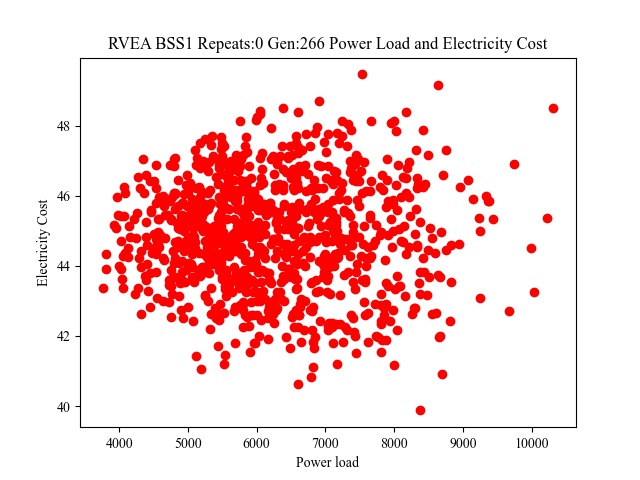 RVEA BSS1 Repeats:0 Gen:266 Power Load and Electricity Cost
Electricity Cost
48
46
44
42
40
4000 5000 6000 7000 8000 9000 10000
Power load